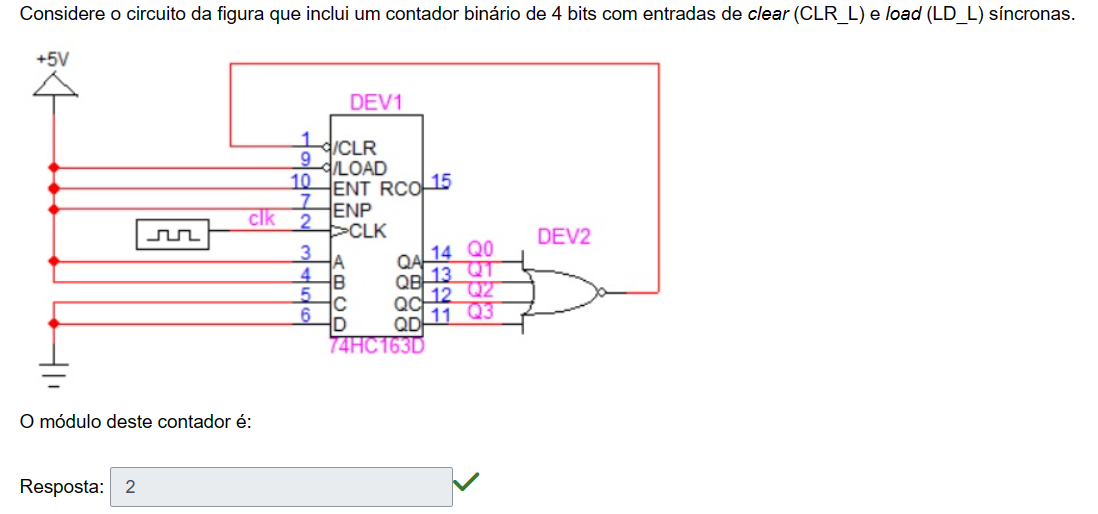 Considere o circuito da figura que inclui um contador binário de 4 bits com entradas de clear (CLR_L) e load (LD_L) síncronas.
+5V
DEV1
1 /CLR
9 /LOAD
10 ENT RCO 15
7 ENP
clk 2 CLK
DEV2
3 A QA 14 Q0
4 B QB 13 Q1
5 C QC 12 Q2
6 D QD 11 Q3
74HC163D
O módulo deste contador é:
Resposta: 2